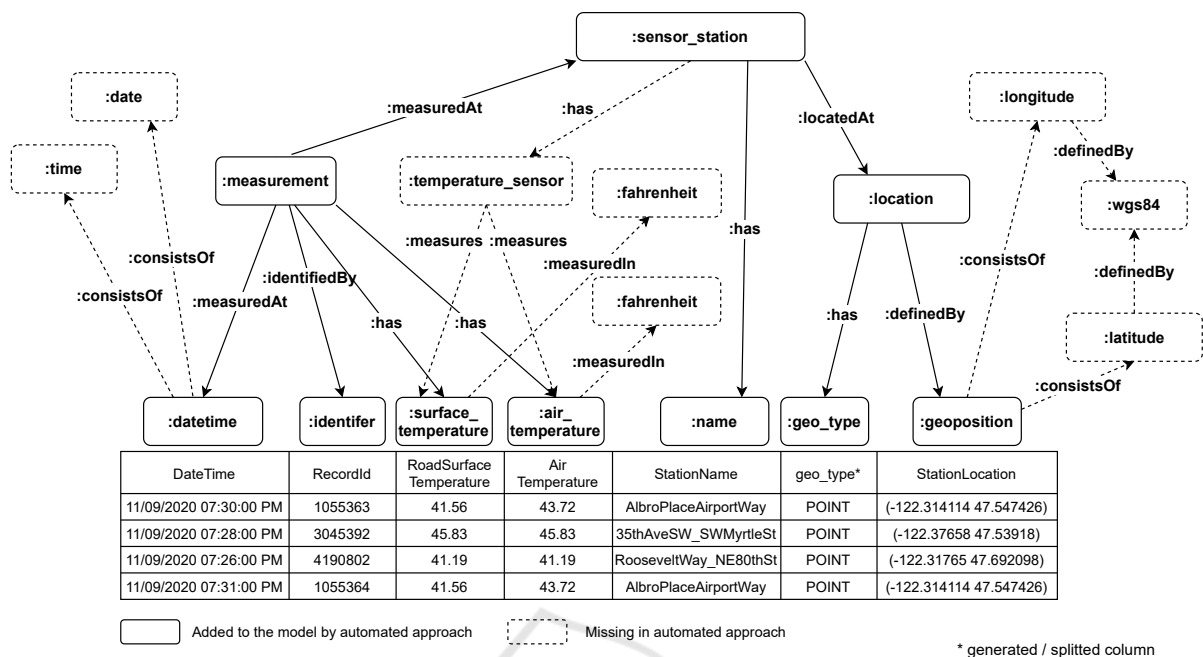 :sensor_station
:date
:longitude
:measuredAt
:has
:locatedAt
:time
:definedBy
:measurement
:temperature_sensor
:fahrenheit
:location
:wgs84
:has
:measures
:measures
:consistsOf
:identifiedBy
:measuredIn
:consistsOf
:definedBy
:consistsOf
:measuredAt
:fahrenheit
:has
:has
:has
:definedBy
:latitude
:measuredIn
:consistsOf
:datetime
:identifer
:surface_
temperature
:air_
temperature
:name
:geo_type
:geoposition
DateTime RecordId RoadSurface Temperature Air Temperature StationName geo_type* StationLocation
11/09/2020 07:30:00 PM 1055363 41.56 43.72 AlbroPlaceAirportWay POINT (-122.314114 47.547426)
11/09/2020 07:28:00 PM 3045392 45.83 45.83 35thAveSW_SWMyrtleSt POINT (-122.37658 47.53918)
11/09/2020 07:26:00 PM 4190802 41.19 41.19 RooseveltWay_NE80thSt POINT (-122.31765 47.692098)
11/09/2020 07:31:00 PM 1055364 41.56 43.72 AlbroPlaceAirportWay POINT (-122.314114 47.547426)
Added to the model by automated approach
Missing in automated approach
* generated / splitted column